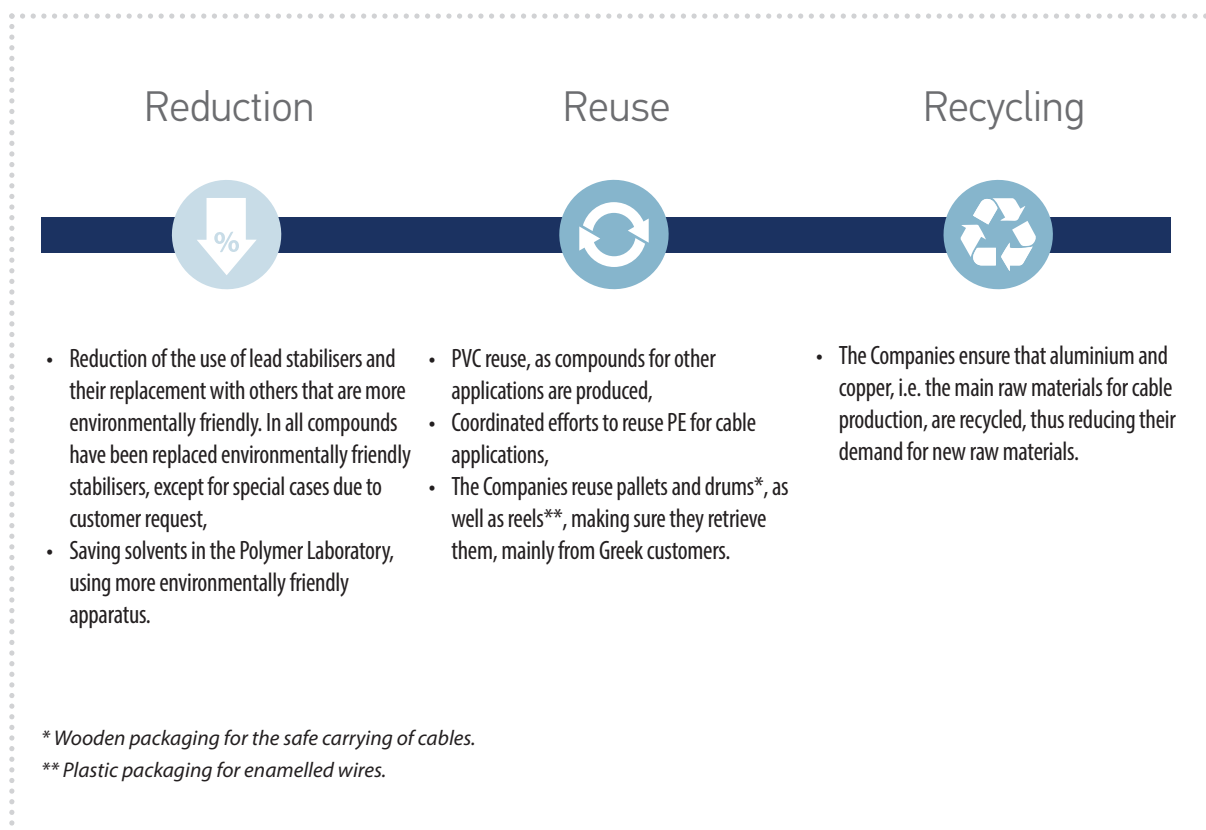 Reduction
Reuse
Recycling
%
• Reduction of the use of lead stabilisers and
their replacement with others that are more
environmentally friendly. In all compounds
have been replaced environmentally friendly
stabilisers, except for special cases due to
customer request,
• Saving solvents in the Polymer Laboratory,
using more environmentally friendly
apparatus.
• PVC reuse, as compounds for other
applications are produced,
• Coordinated efforts to reuse PE for cable
applications,
• The Companies reuse pallets and drums*, as
well as reels**, making sure they retrieve
them, mainly from Greek customers.
• The Companies ensure that aluminium and
copper, i.e. the main raw materials for cable
production, are recycled, thus reducing their
demand for new raw materials.
* Wooden packaging for the safe carrying of cables.
** Plastic packaging for enamelled wires.